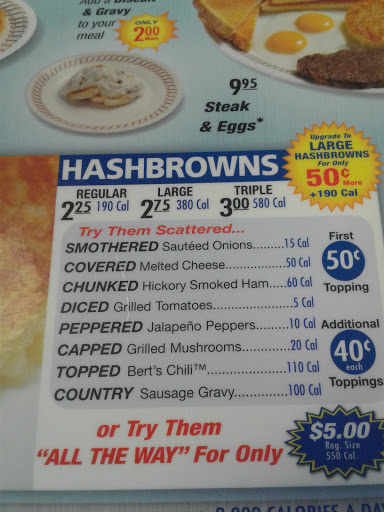 Add a Biscuit
& Gravy
to your
meal
ONLY
2.00
More
9.95
Steak
& Eggs*
Upgrade To
LARGE
HASHBROWNS
For Only
50¢ More
+190 Cal
HASHBROWNS
REGULAR LARGE TRIPLE
2.25 190 Cal 2.75 380 Cal 3.00 580 Cal
Try Them Scattered...
SMOTHERED Sautéed Onions.........15 Cal
COVERED Melted Cheese...............50 Cal
CHUNKED Hickory Smoked Ham.....60 Cal
DICED Grilled Tomatoes...................5 Cal
PEPPERED Jalapeño Peppers.........10 Cal
CAPPED Grilled Mushrooms............20 Cal
TOPPED Bert's Chili™.....................110 Cal
COUNTRY Sausage Gravy..............100 Cal
First
50¢
Topping
Additional
40¢
each
Toppings
or Try Them
"ALL THE WAY" For Only
$5.00
Reg. Size
550 Cal.
CALORIES A DA